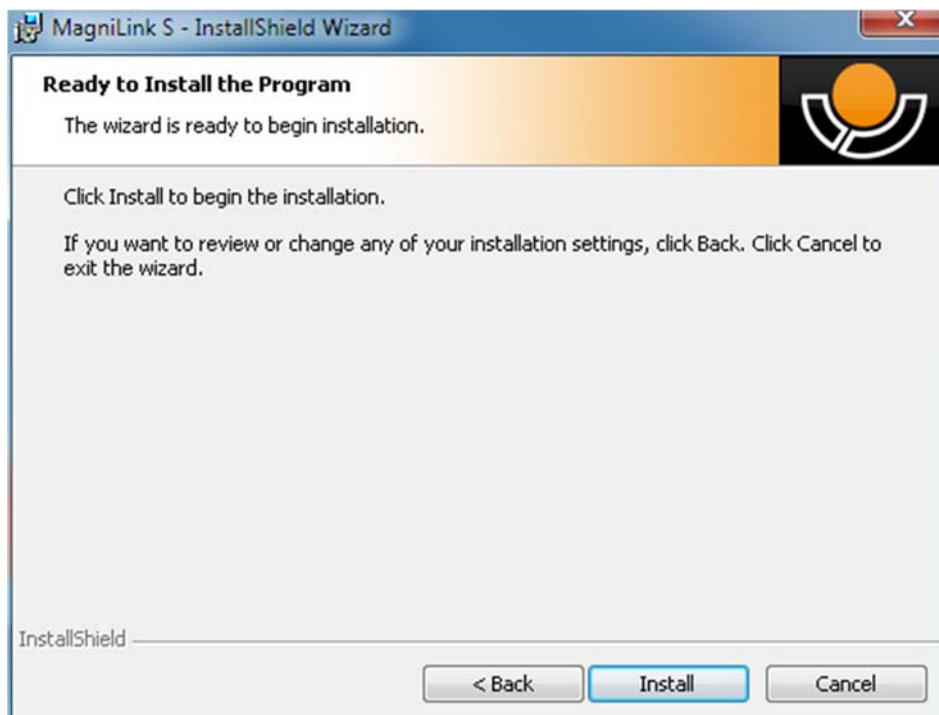 MagniLink S - InstallShield Wizard
Ready to Install the Program
The wizard is ready to begin installation.
Click Install to begin the installation.
If you want to review or change any of your installation settings, click Back. Click Cancel to
exit the wizard.
InstallShield
< Back
Install
Cancel